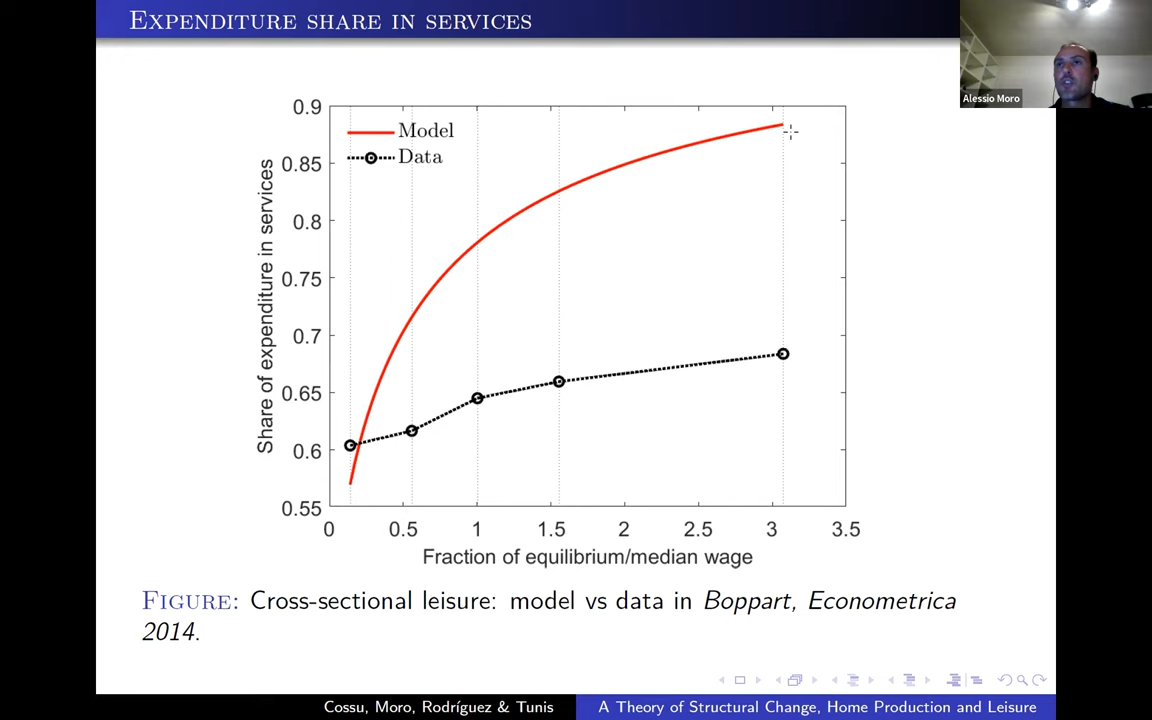 EXPENDITURE SHARE IN SERVICES
Alessio Moro
0.9
0.85
0.8
0.75
0.7
0.65
0.6
0.55
Share of expenditure in services
Model
Data
0 0.5 1 1.5 2 2.5 3 3.5
Fraction of equilibrium/median wage
FIGURE: Cross-sectional leisure: model vs data in Boppart, Econometrica
2014.
Cossu, Moro, Rodríguez & Tunis
A Theory of Structural Change, Home Production and Leisure